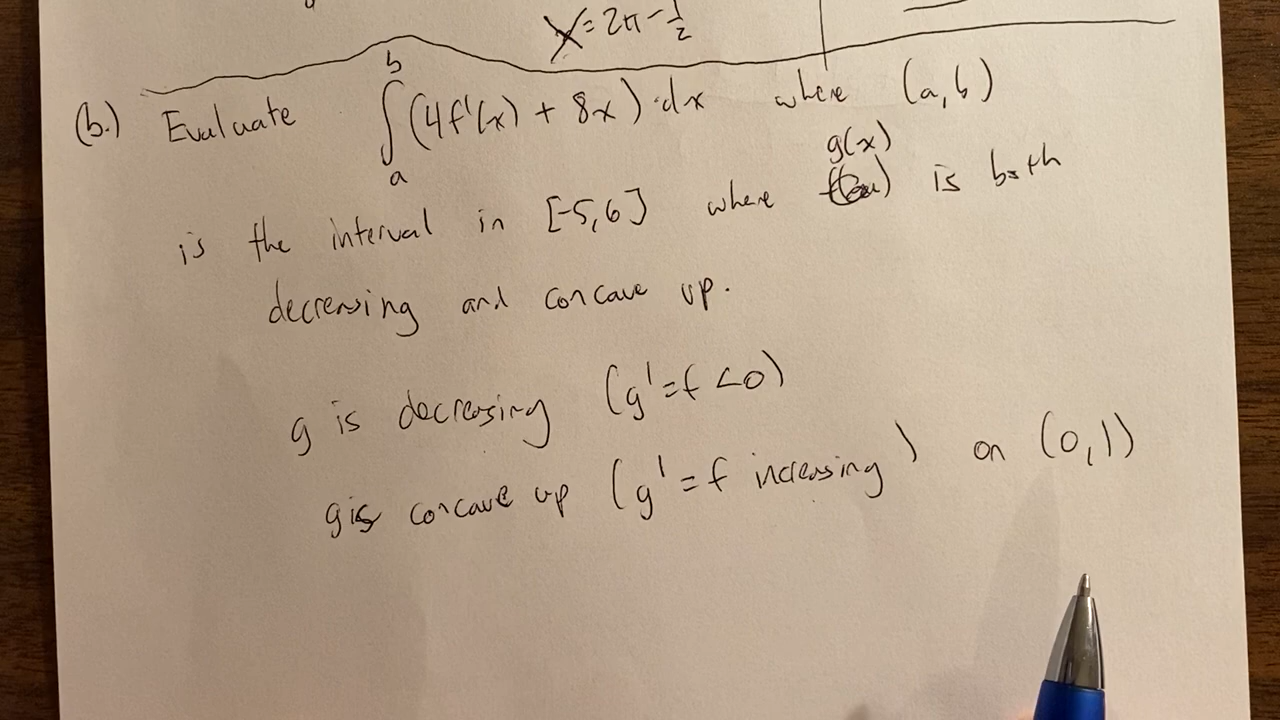 X = 2π - 1/2
(b.) Evaluate ∫_a^b (4f'(x) + 8x) · dx where (a, b)
g(x)
is the interval in [-5, 6] where is both
decreasing and concave up.
g is decreasing (g' = f < 0)
g is concave up (g' = f increasing) on (0, 1)